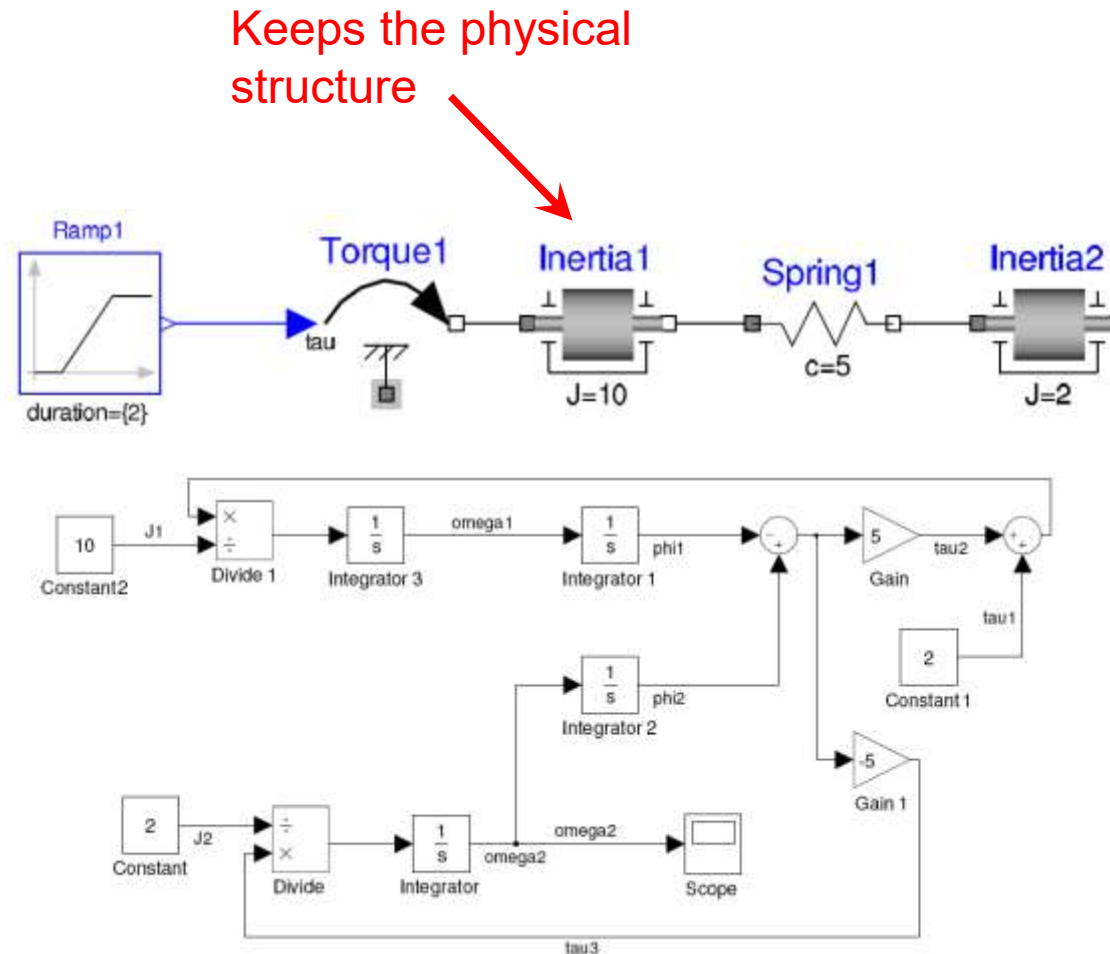 Keeps the physical
structure
Ramp1
Torque1
Inertia1
Spring1
Inertia2
tau
c=5
J=10
J=2
duration={2}
10
J1
×
÷
Divide 1
1
s
Integrator 3
omega1
1
s
Integrator 1
phi1
-
+
5
Gain
tau2
+
+
tau1
2
Constant 1
Constant2
1
s
Integrator 2
phi2
-5
Gain 1
2
Constant
J2
÷
×
Divide
1
s
Integrator
omega2
omega2
Scope
tau3